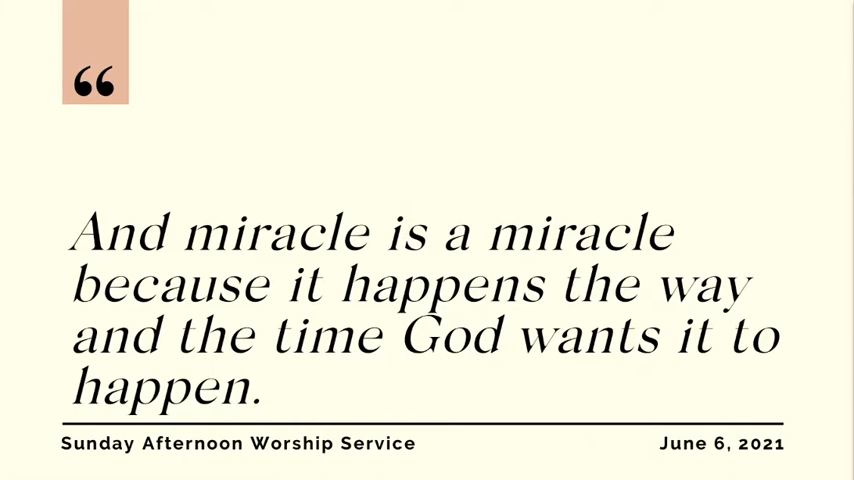 “
And miracle is a miracle
because it happens the way
and the time God wants it to
happen.
Sunday Afternoon Worship Service
June 6, 2021